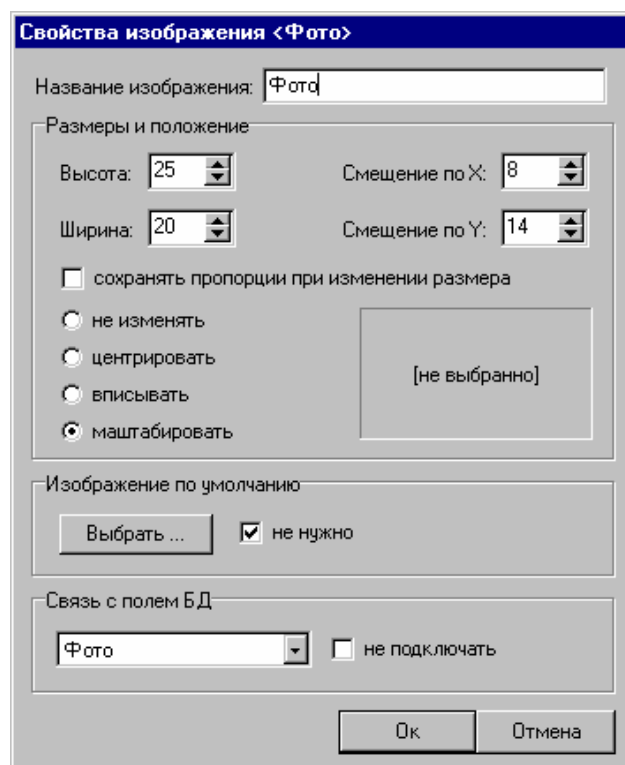 Свойства изображения <Фото>
Название изображения: Фото
Размеры и положение
Высота: 25 Смещение по X: 8
Ширина: 20 Смещение по Y: 14
сохранять пропорции при изменении размера
не изменять
центрировать
[не выбранно]
вписывать
маштабировать
Изображение по умолчанию
Выбрать ... не нужно
Связь с полем БД
Фото не подключать
Ок Отмена